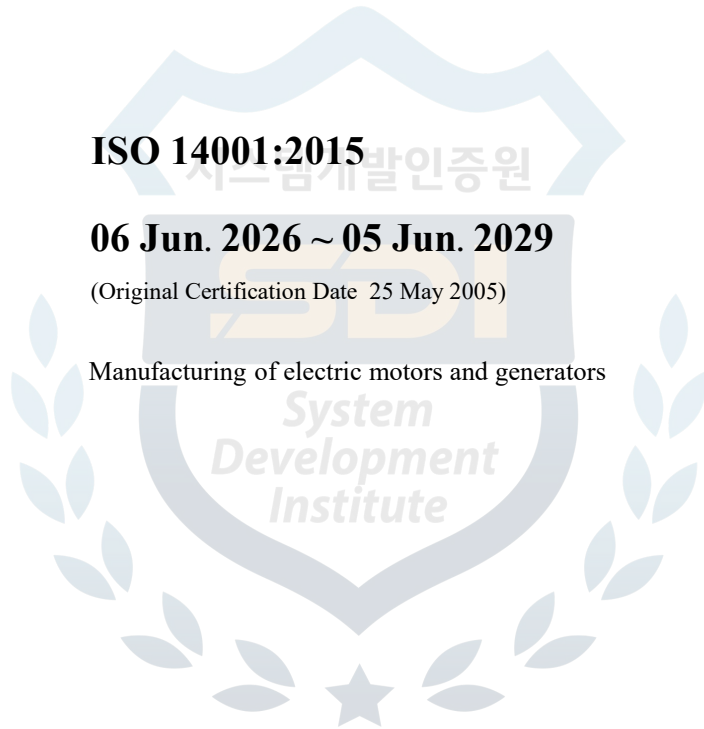 ISO 14001:2015
시스템개발인증원
06 Jun. 2026 ~ 05 Jun. 2029
(Original Certification Date 25 May 2005)
SDI
Manufacturing of electric motors and generators
System
Development
Institute